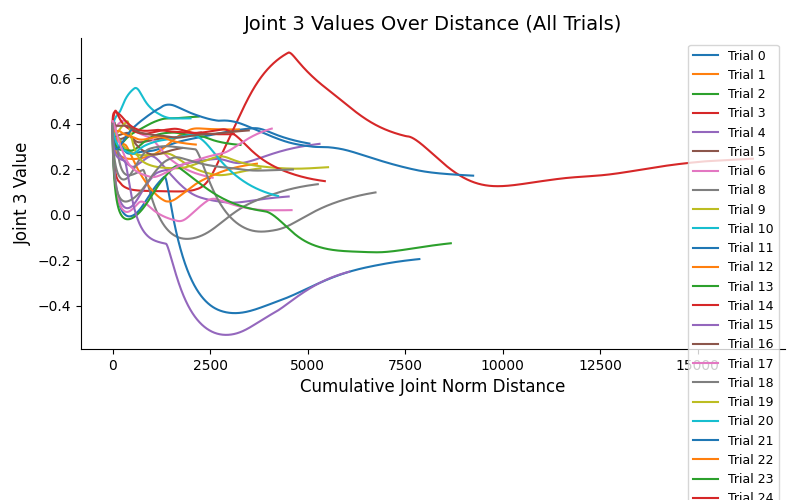 Joint 3 Values Over Distance (All Trials)
Joint 3 Value
0.6
0.4
0.2
0.0
−0.2
−0.4
0
2500
5000
7500
10000
12500
15000
Cumulative Joint Norm Distance
Trial 0
Trial 1
Trial 2
Trial 3
Trial 4
Trial 5
Trial 6
Trial 8
Trial 9
Trial 10
Trial 11
Trial 12
Trial 13
Trial 14
Trial 15
Trial 16
Trial 17
Trial 18
Trial 19
Trial 20
Trial 21
Trial 22
Trial 23
Trial 24